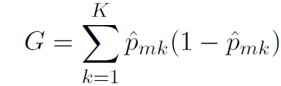 G = \sum_{k=1}^{K} \hat{p}_{mk}(1 - \hat{p}_{mk})